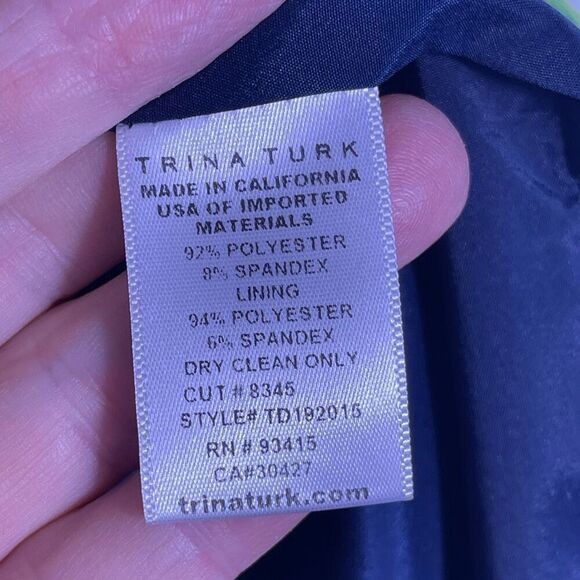 TRINA TURK
MADE IN CALIFORNIA
USA OF IMPORTED
MATERIALS
92% POLYESTER
8% SPANDEX
LINING
94% POLYESTER
6% SPANDEX
DRY CLEAN ONLY
CUT # 8345
STYLE# TD192015
RN # 93415
CA#30427
trinaturk.com